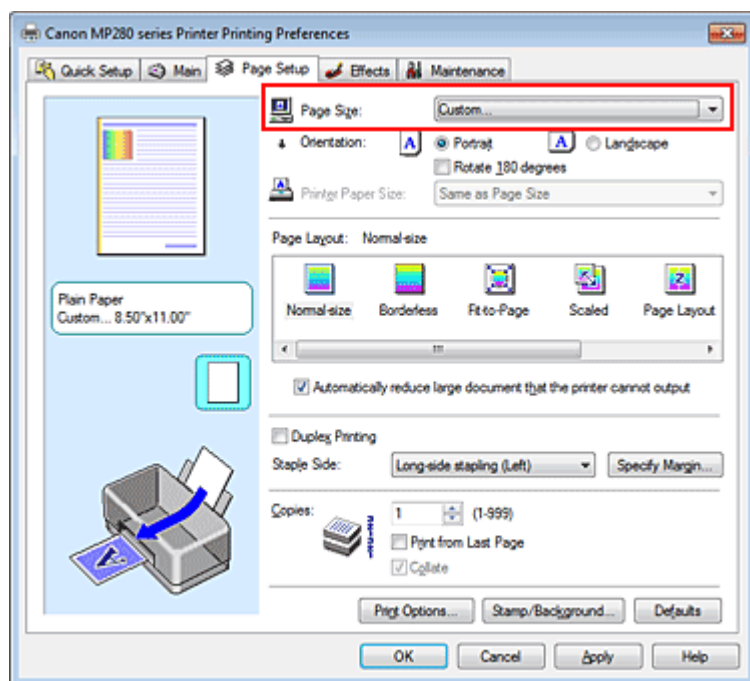 Canon MP280 series Printer Printing Preferences
Quick Setup Main Page Setup Effects Maintenance
Page Size: Custom...
Orientation: A Portrait A Landscape
Rotate 180 degrees
Printer Paper Size: Same as Page Size
Page Layout: Normal-size
Normal-size Borderless Fit-to-Page Scaled Page Layout
Plain Paper
Custom... 8.50"x11.00"
Automatically reduce large document that the printer cannot output
Duplex Printing
Staple Side: Long-side stapling (Left) Specify Margin...
Copies: 1 (1-999)
Print from Last Page
Collate
Print Options... Stamp/Background... Defaults
OK Cancel Apply Help